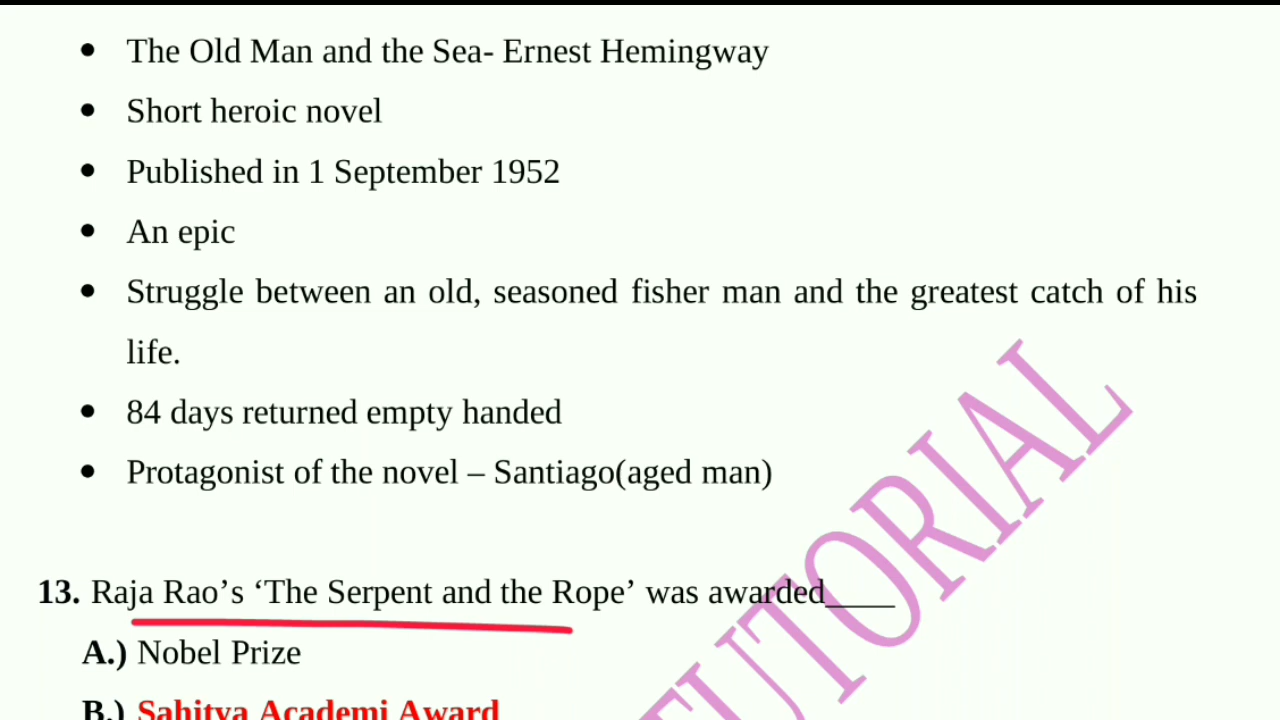 The Old Man and the Sea- Ernest Hemingway
Short heroic novel
Published in 1 September 1952
An epic
Struggle between an old, seasoned fisher man and the greatest catch of his
life.
84 days returned empty handed
Protagonist of the novel – Santiago(aged man)
13. Raja Rao’s ‘The Serpent and the Rope’ was awarded____
A.) Nobel Prize
B.) Sahitya Academi Award
TUTORIAL